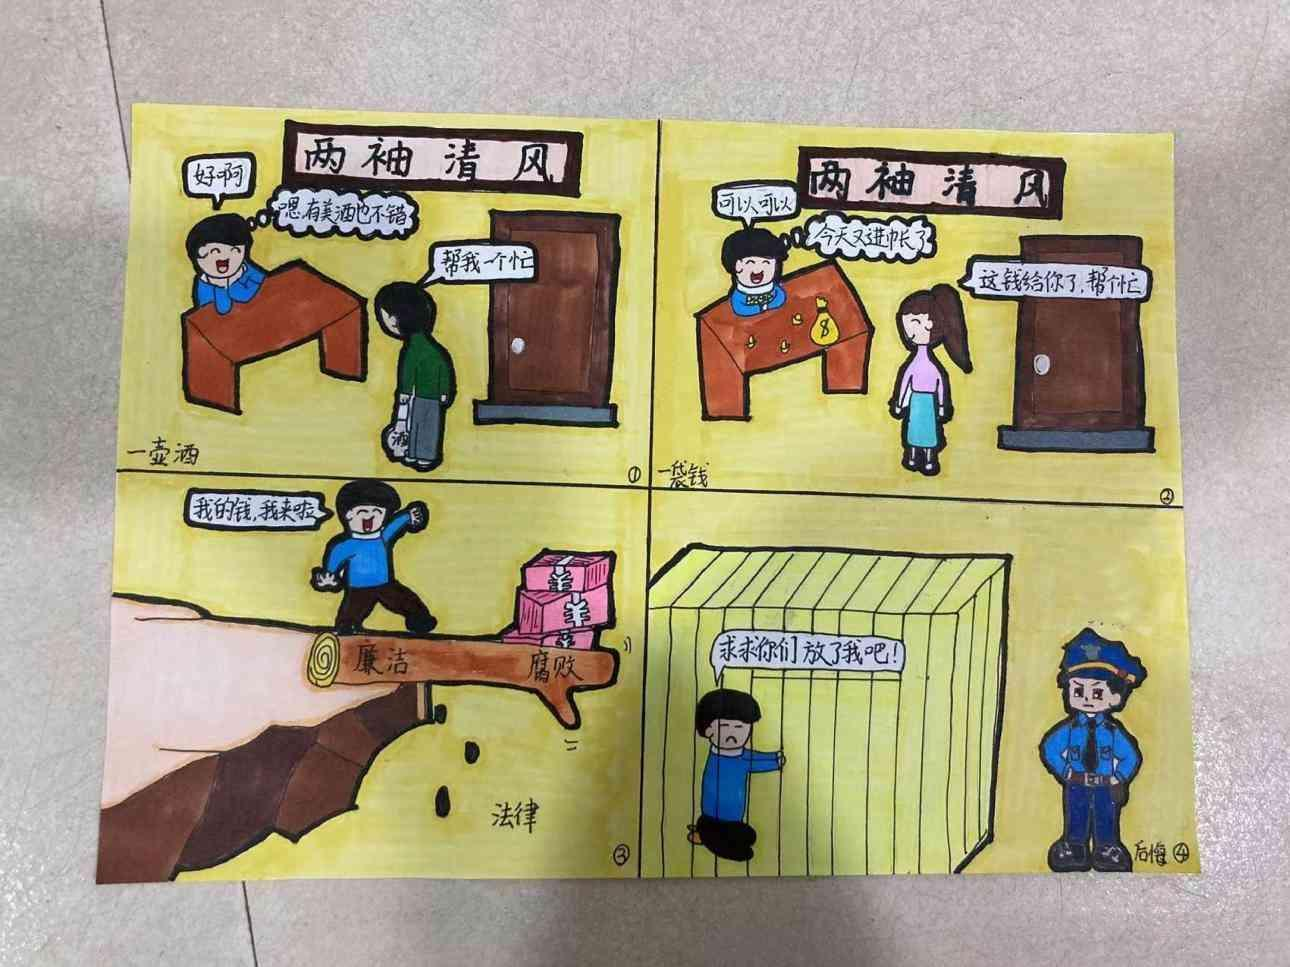 两袖清风
好啊
嗯，有美酒也不错
帮我一个忙
酒
一壶酒
①
两袖清风
可以可以
今天又进帐了
这钱给你了，帮个忙
$
一袋钱
②
我的钱，我来啦
廉洁
腐败
法律
③
求求你们放了我吧！
后悔
④